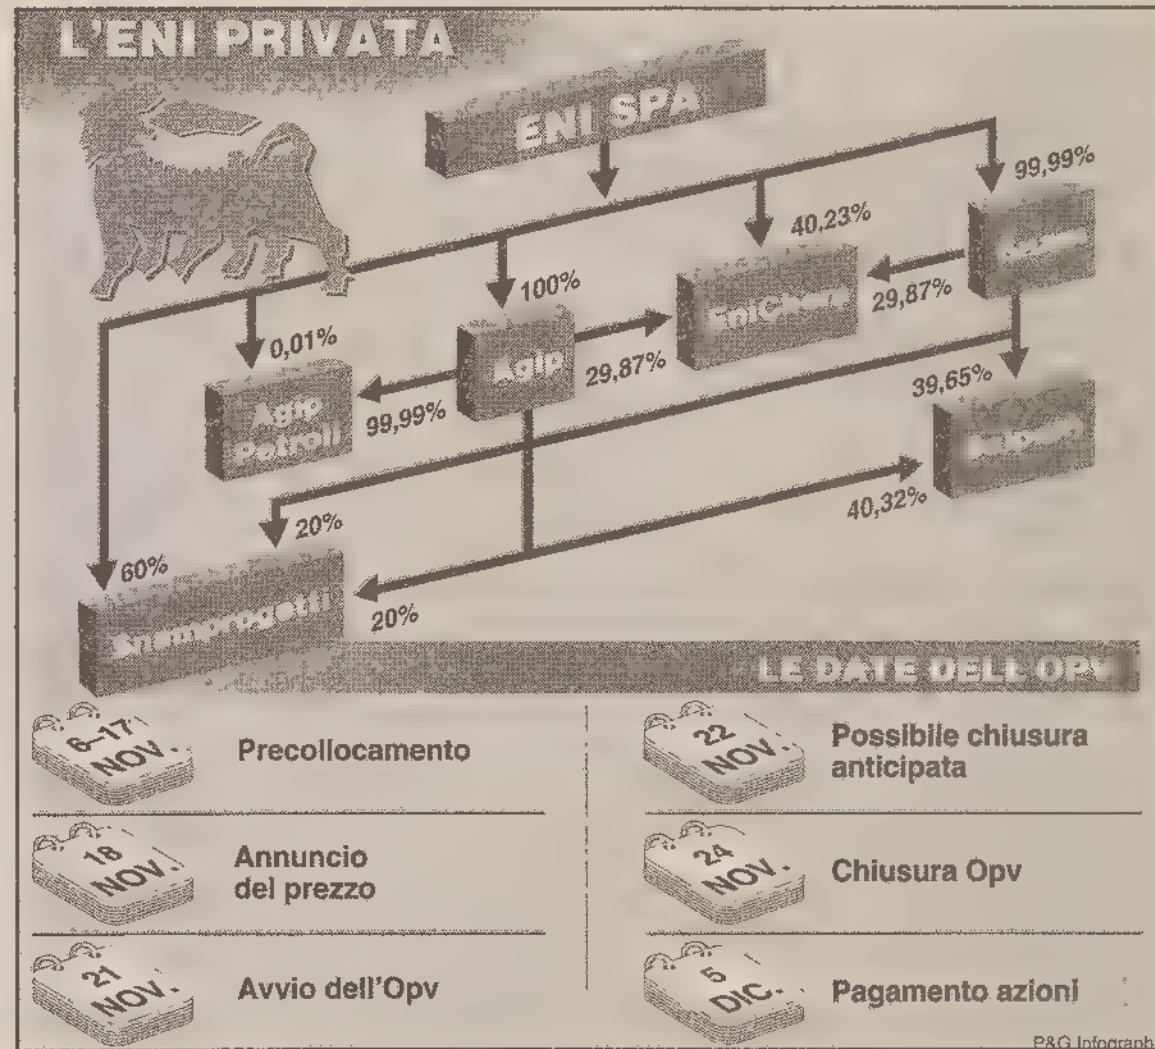 L'ENI PRIVATA
ENI SPA
99,99%
40,23%
100%
EniChem
29,87%
0,01%
Agip
29,87%
39,65%
Agip
Petroli
99,99%
40,32%
20%
60%
Snamprogetti
20%
LE DATE DELL'OPV
6–17
NOV.
Precollocamento
22
NOV.
Possibile chiusura
anticipata
18
NOV.
Annuncio
del prezzo
24
NOV.
Chiusura Opv
21
NOV.
Avvio dell'Opv
5
DIC.
Pagamento azioni
P&G Infograph